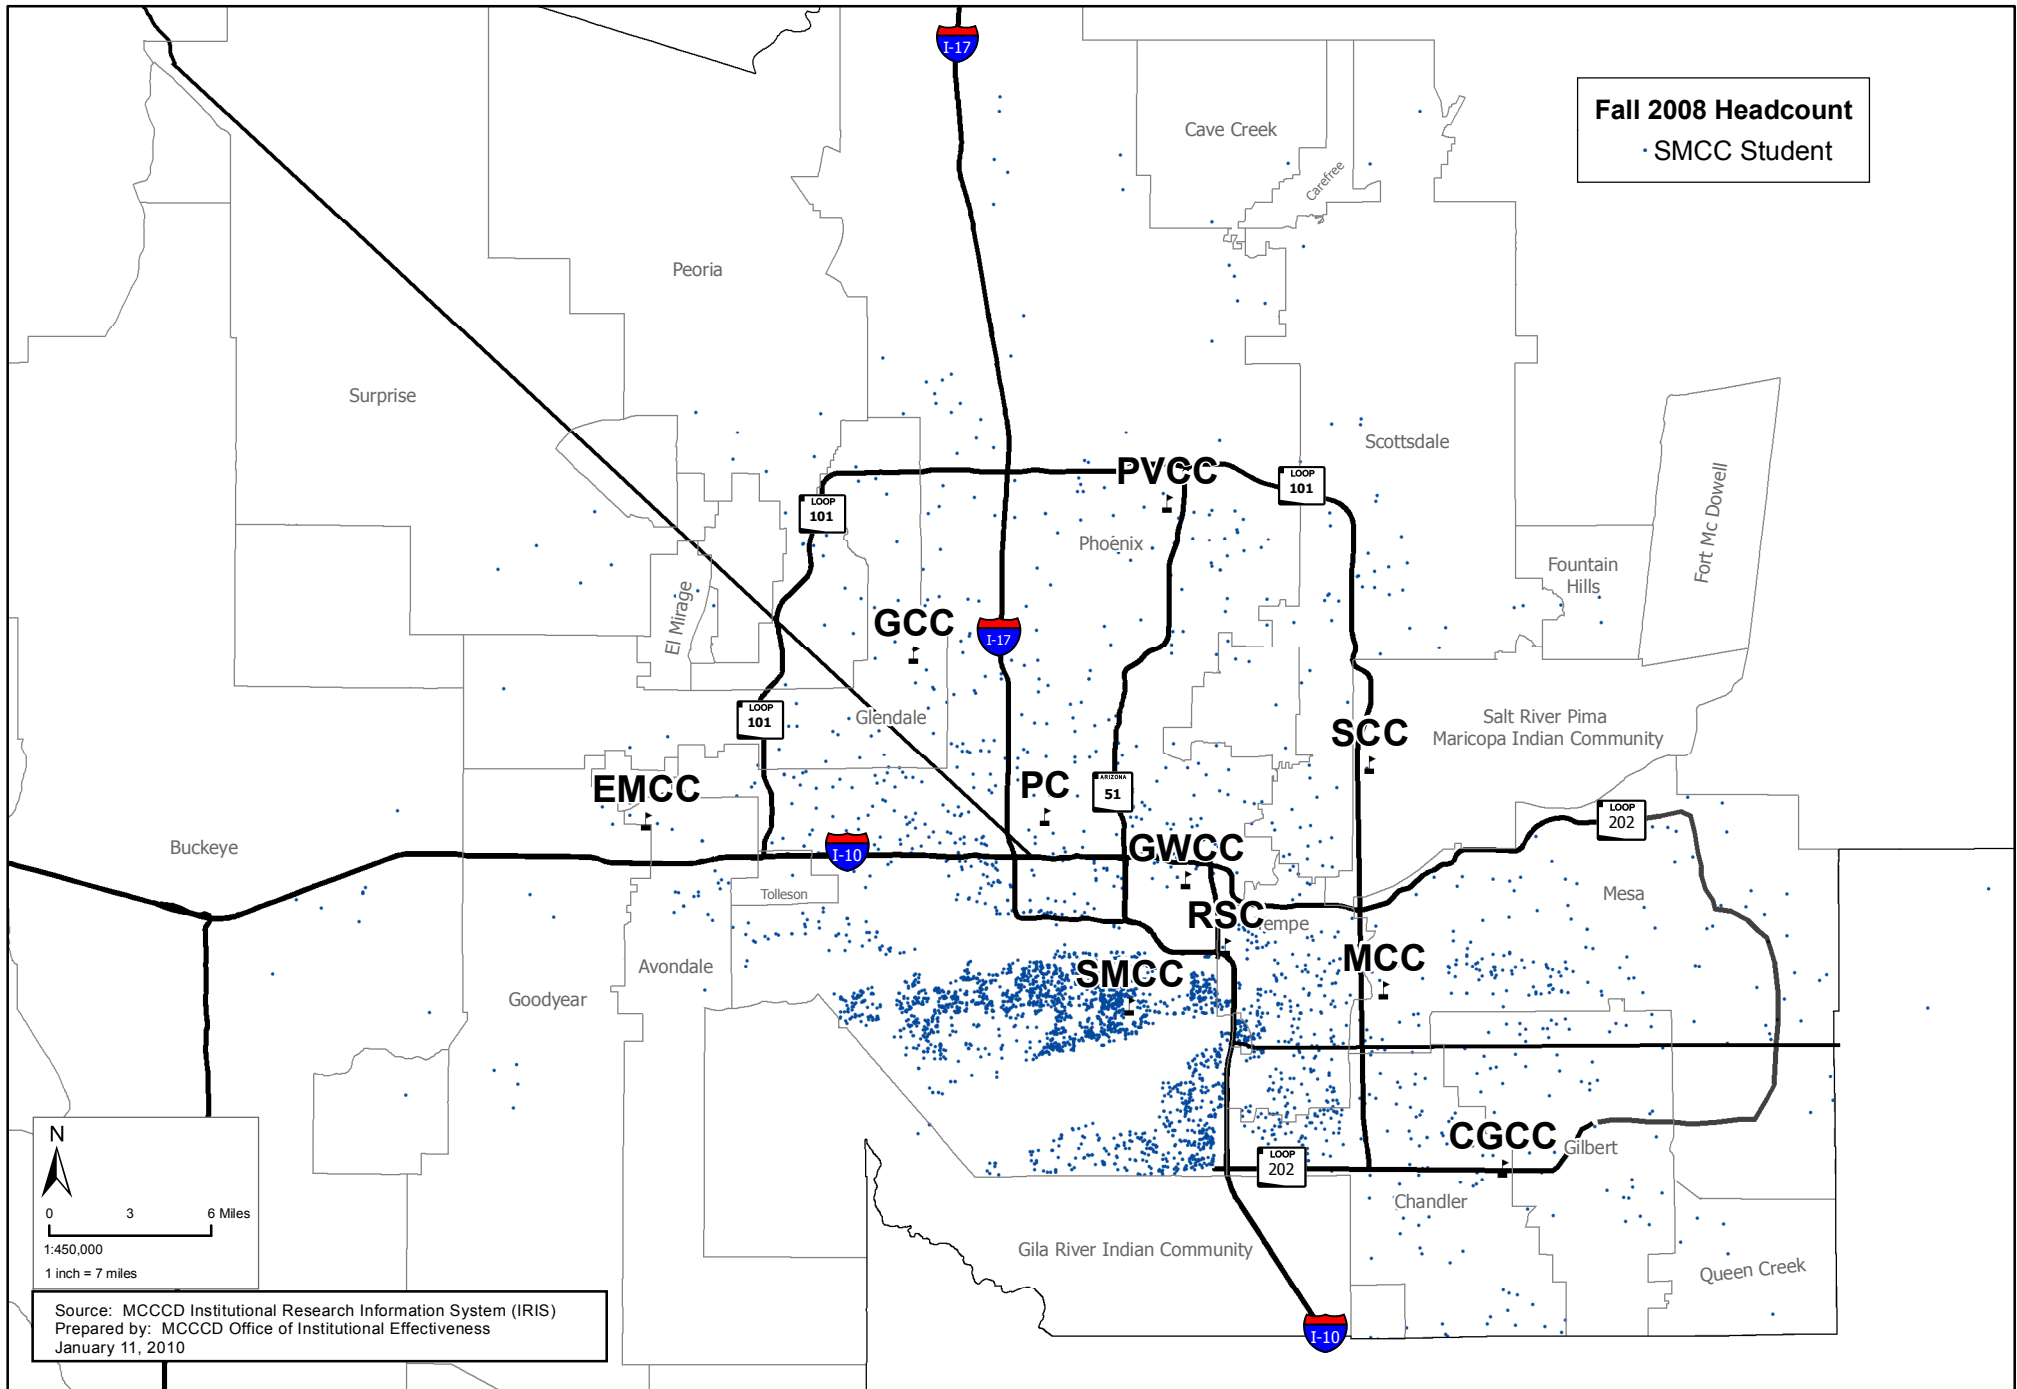 I-17
Fall 2008 Headcount
SMCC Student
Cave Creek
Carefree
Peoria
Surprise
Scottsdale
PVCC
LOOP
101
LOOP
101
Fort Mc Dowell
Phoenix
Fountain
Hills
El Mirage
GCC
I-17
LOOP
101
Glendale
SCC
Salt River Pima
Maricopa Indian Community
EMCC
PC
ARIZONA
51
LOOP
202
Buckeye
I-10
GWCC
Tolleson
Mesa
RSC
empe
Avondale
SMCC
MCC
Goodyear
N
CGCC
Gilbert
LOOP
202
Chandler
0 3 6 Miles
1:450,000
1 inch = 7 miles
Gila River Indian Community
Queen Creek
Source: MCCCD Institutional Research Information System (IRIS)
Prepared by: MCCCD Office of Institutional Effectiveness
January 11, 2010
I-10